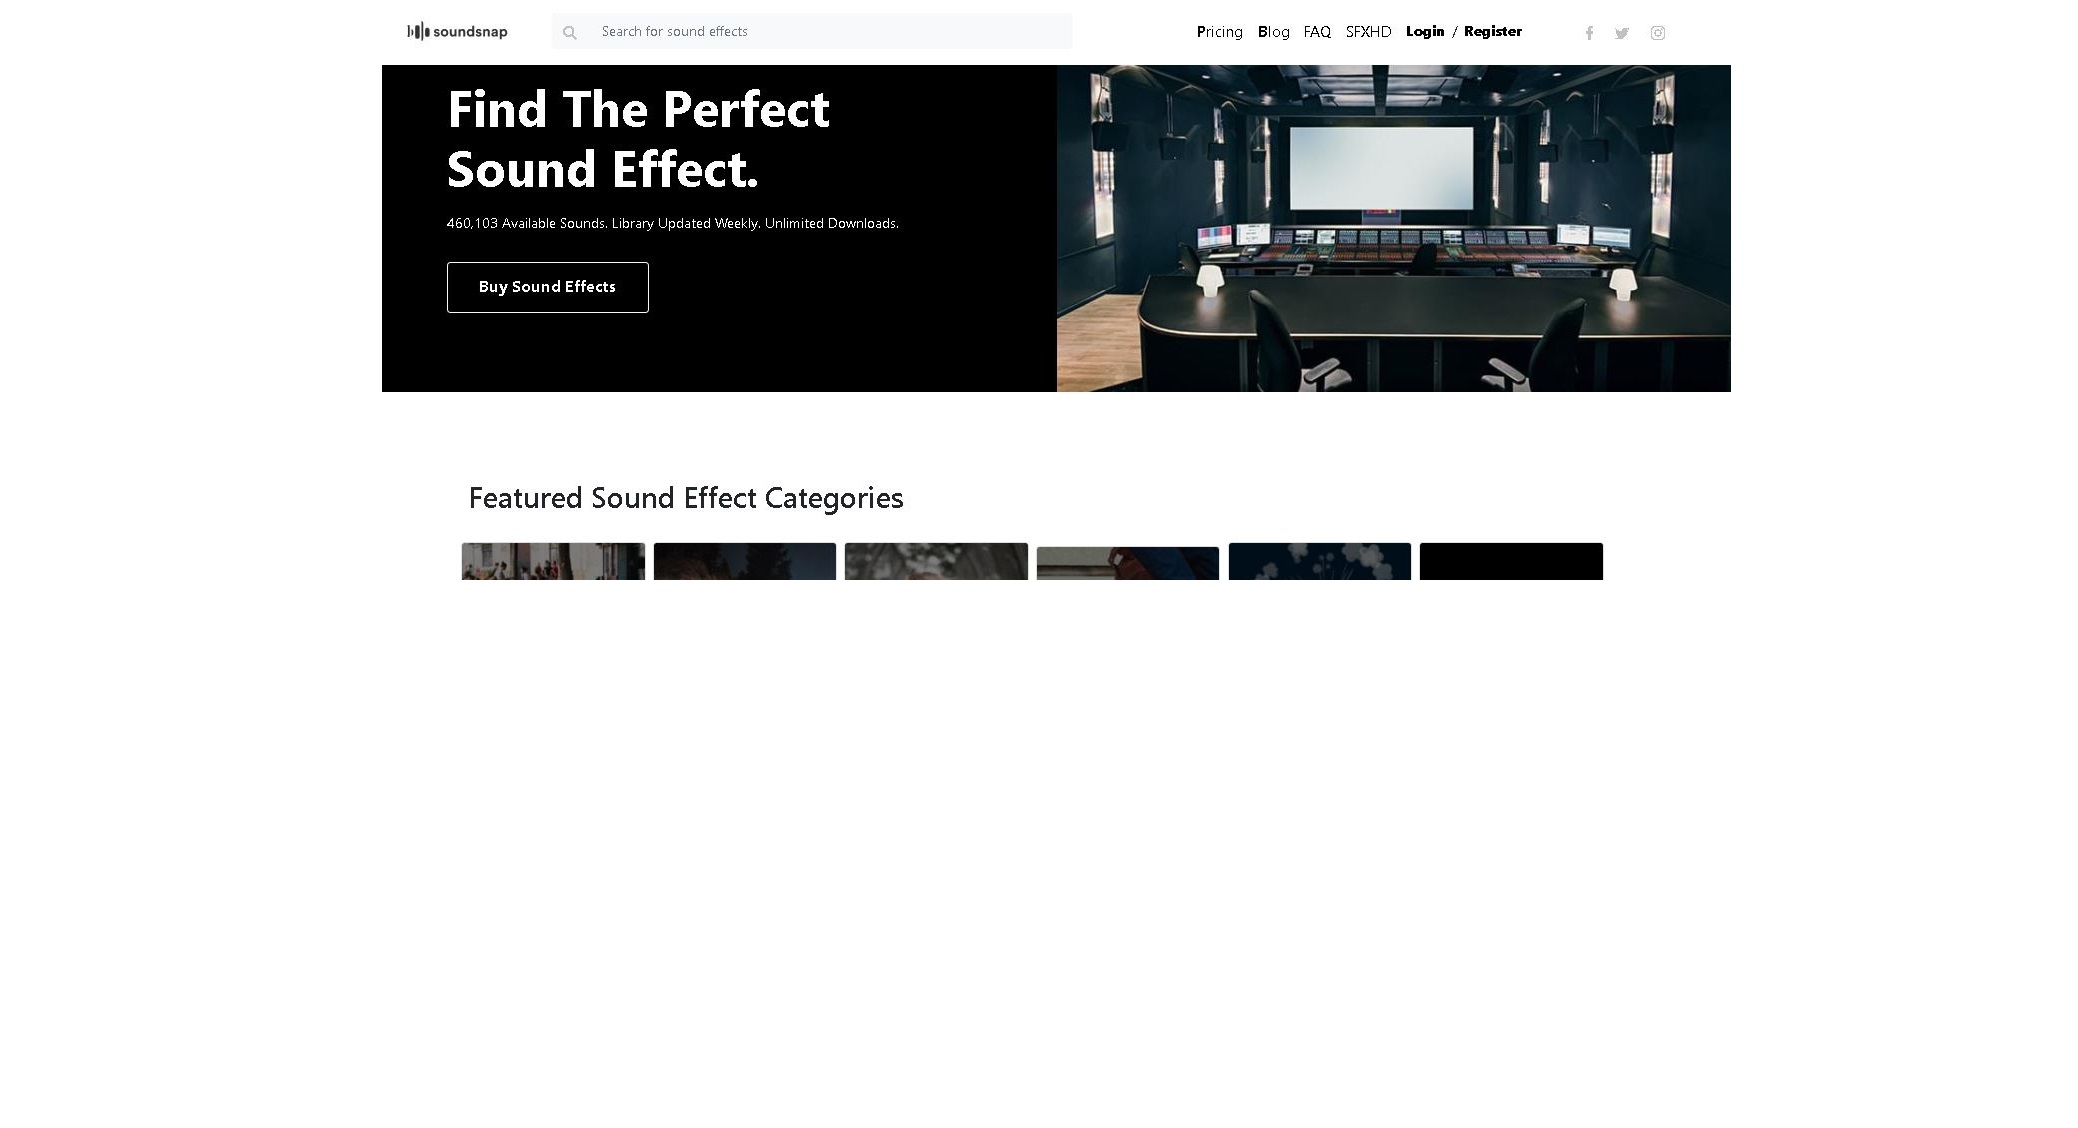 soundsnap
Search for sound effects
Pricing Blog FAQ SFXHD Login / Register
Find The Perfect
Sound Effect.
460,103 Available Sounds. Library Updated Weekly. Unlimited Downloads.
Buy Sound Effects
Featured Sound Effect Categories